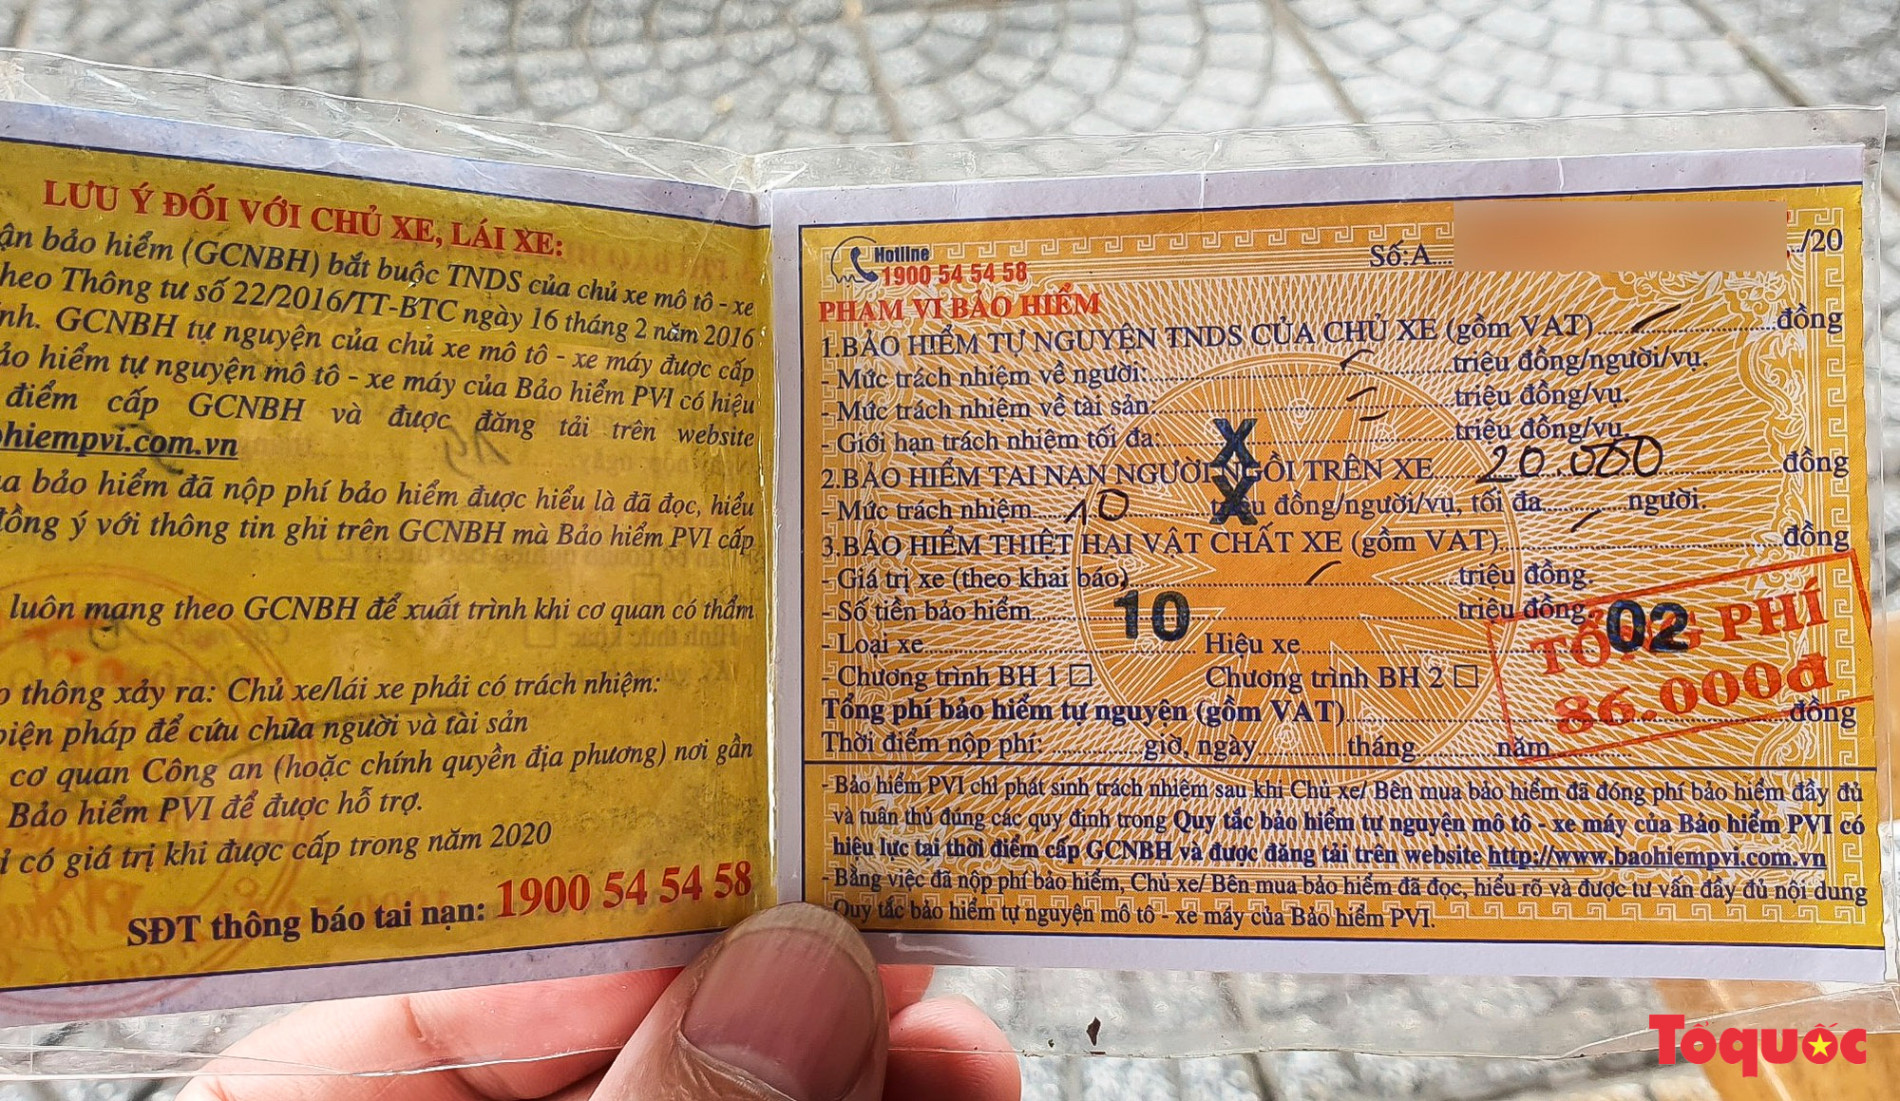 LƯU Ý ĐỐI VỚI CHỦ XE, LÁI XE:
ận bảo hiểm (GCNBH) bắt buộc TNDS của chủ xe mô tô - xe
heo Thông tư số 22/2016/TT-BTC ngày 16 tháng 2 năm 2016
ính. GCNBH tự nguyện của chủ xe mô tô - xe máy được cấp
ảo hiểm tự nguyện mô tô - xe máy của Bảo hiểm PVI có hiệu
điểm cấp GCNBH và được đăng tải trên website
ohiempvi.com.vn
ua bảo hiểm đã nộp phí bảo hiểm được hiểu là đã đọc, hiểu
đồng ý với thông tin ghi trên GCNBH mà Bảo hiểm PVI cấp
luôn mang theo GCNBH để xuất trình khi cơ quan có thẩm
o thông xảy ra: Chủ xe/lái xe phải có trách nhiệm:
biện pháp để cứu chữa người và tài sản
cơ quan Công an (hoặc chính quyền địa phương) nơi gần
Bảo hiểm PVI để được hỗ trợ.
ỉ có giá trị khi được cấp trong năm 2020
SĐT thông báo tai nạn: 1900 54 54 58
Hotline
1900 54 54 58
Số:A.... /20
PHẠM VI BẢO HIỂM
1.BẢO HIỂM TỰ NGUYỆN TNDS CỦA CHỦ XE (gồm VAT) đồng
- Mức trách nhiệm về người: triệu đồng/người/vụ.
- Mức trách nhiệm về tài sản triệu đồng/vụ.
- Giới hạn trách nhiệm tối đa: triệu đồng/vụ.
X
2.BẢO HIỂM TAI NẠN NGƯỜI NGỒI TRÊN XE 20.000 đồng
- Mức trách nhiệm 10 triệu đồng/người/vụ, tối đa người.
X
3.BẢO HIỂM THIỆT HẠI VẬT CHẤT XE (gồm VAT) đồng
- Giá trị xe (theo khai báo) triệu đồng.
- Số tiền bảo hiểm triệu đồng.
10
02
- Loại xe Hiệu xe
- Chương trình BH 1 Chương trình BH 2
TỔNG PHÍ
86.000đ
Tổng phí bảo hiểm tự nguyện (gồm VAT) đồng
Thời điểm nộp phí: giờ, ngày tháng năm
- Bảo hiểm PVI chỉ phát sinh trách nhiệm sau khi Chủ xe/ Bên mua bảo hiểm đã đóng phí bảo hiểm đầy đủ
và tuân thủ đúng các quy định trong Quy tắc bảo hiểm tự nguyện mô tô - xe máy của Bảo hiểm PVI có
hiệu lực tại thời điểm cấp GCNBH và được đăng tải trên website http://www.baohiempvi.com.vn
- Bằng việc đã nộp phí bảo hiểm, Chủ xe/ Bên mua bảo hiểm đã đọc, hiểu rõ và được tư vấn đầy đủ nội dung
Quy tắc bảo hiểm tự nguyện mô tô - xe máy của Bảo hiểm PVI.
Tổ quốc